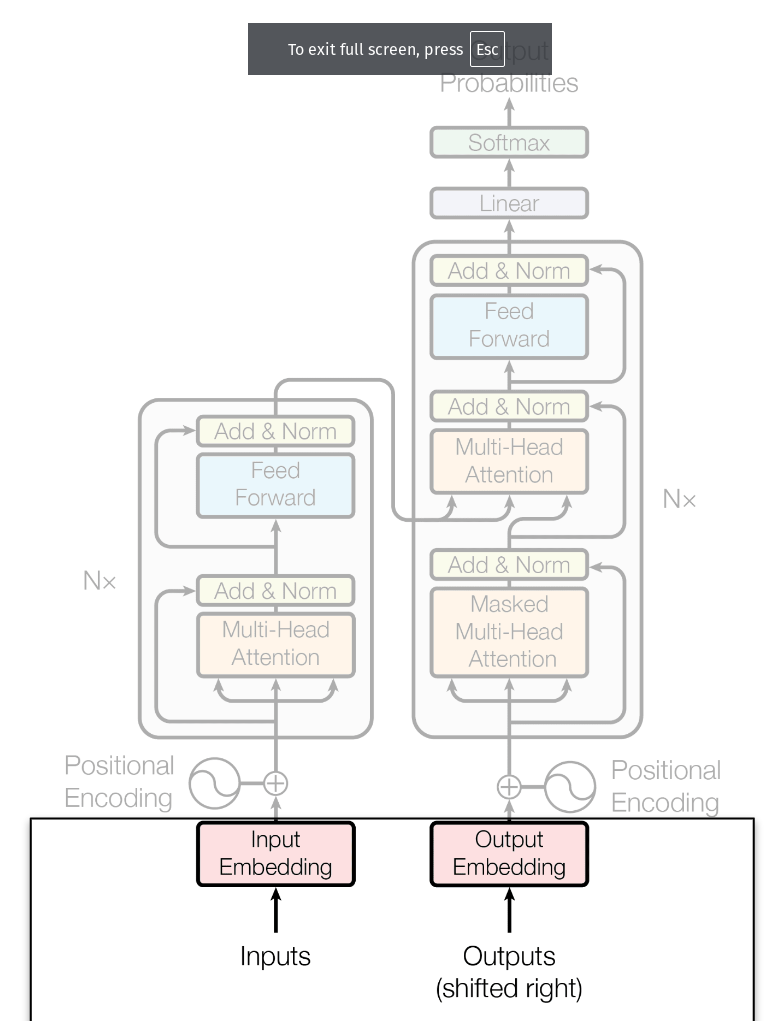 To exit full screen, press Esc
Output
Probabilities
Softmax
Linear
Add & Norm
Feed
Forward
Add & Norm
Multi-Head
Attention
Nx
Add & Norm
Masked
Multi-Head
Attention
Add & Norm
Feed
Forward
Nx
Add & Norm
Multi-Head
Attention
Positional
Encoding
Positional
Encoding
Input
Embedding
Output
Embedding
Inputs
Outputs
(shifted right)